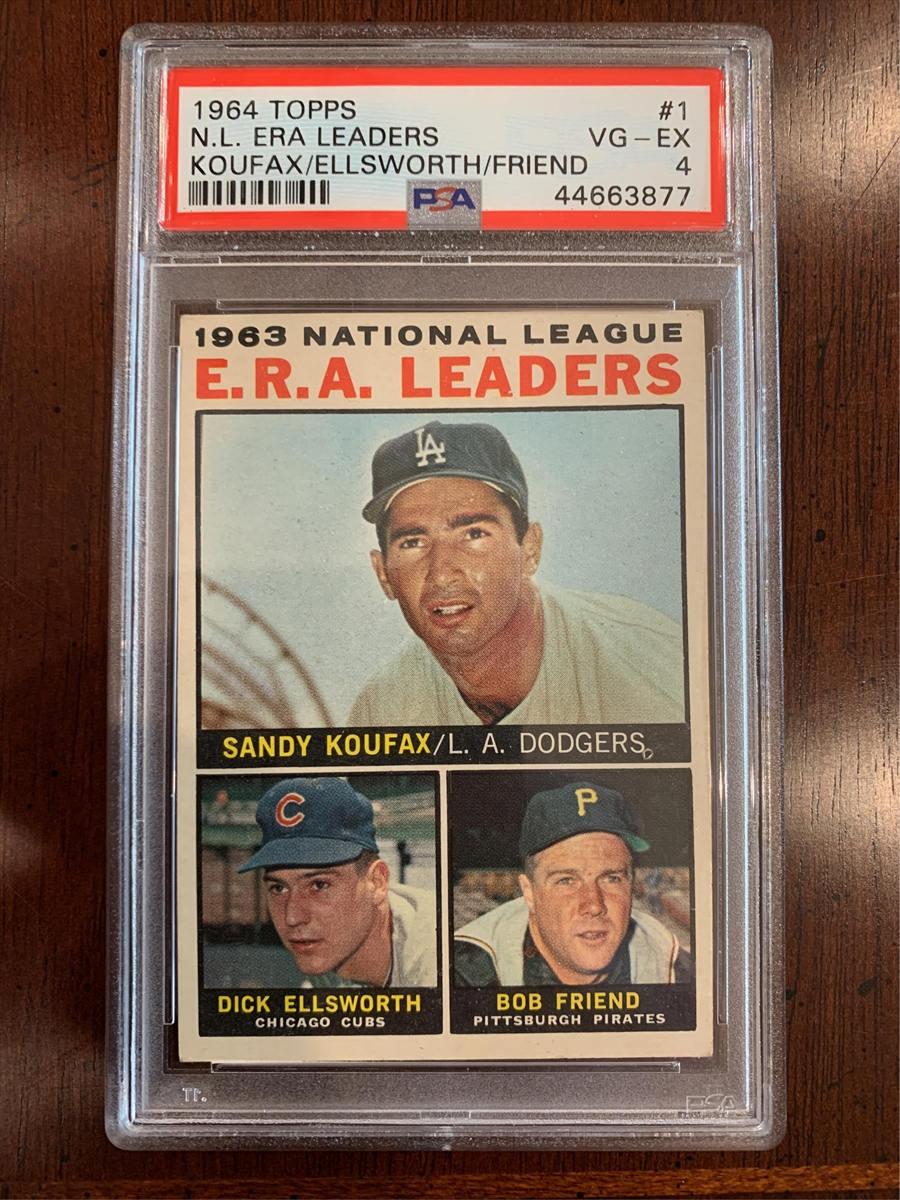 1964 TOPPS #1
N.L. ERA LEADERS VG-EX
KOUFAX/ELLSWORTH/FRIEND 4
PSA 44663877
1963 NATIONAL LEAGUE
E.R.A. LEADERS
LA
SANDY KOUFAX/L. A. DODGERS
C
P
DICK ELLSWORTH
CHICAGO CUBS
BOB FRIEND
PITTSBURGH PIRATES
PSA